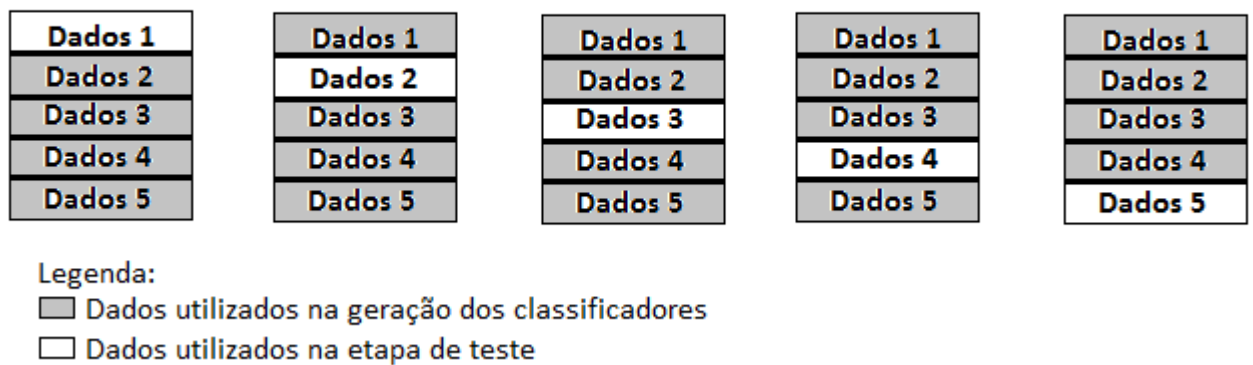 Dados 1 Dados 1 Dados 1 Dados 1 Dados 1
Dados 2 Dados 2 Dados 2 Dados 2 Dados 2
Dados 3 Dados 3 Dados 3 Dados 3 Dados 3
Dados 4 Dados 4 Dados 4 Dados 4 Dados 4
Dados 5 Dados 5 Dados 5 Dados 5 Dados 5
Legenda:
Dados utilizados na geração dos classificadores
Dados utilizados na etapa de teste